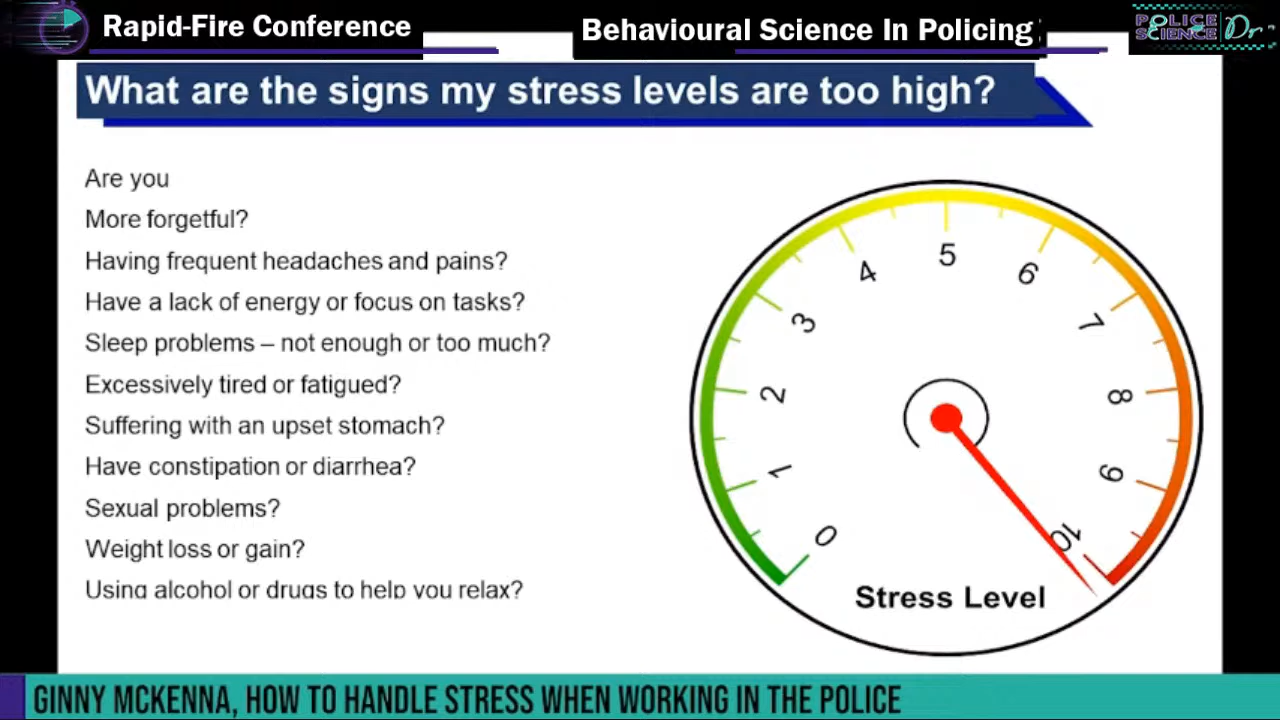 Rapid-Fire Conference
Behavioural Science In Policing
POLICE
SCIENCE
Dr
What are the signs my stress levels are too high?
Are you
More forgetful?
Having frequent headaches and pains?
Have a lack of energy or focus on tasks?
Sleep problems – not enough or too much?
Excessively tired or fatigued?
Suffering with an upset stomach?
Have constipation or diarrhea?
Sexual problems?
Weight loss or gain?
Using alcohol or drugs to help you relax?
0
1
2
3
4
5
6
7
8
9
10
Stress Level
GINNY MCKENNA, HOW TO HANDLE STRESS WHEN WORKING IN THE POLICE